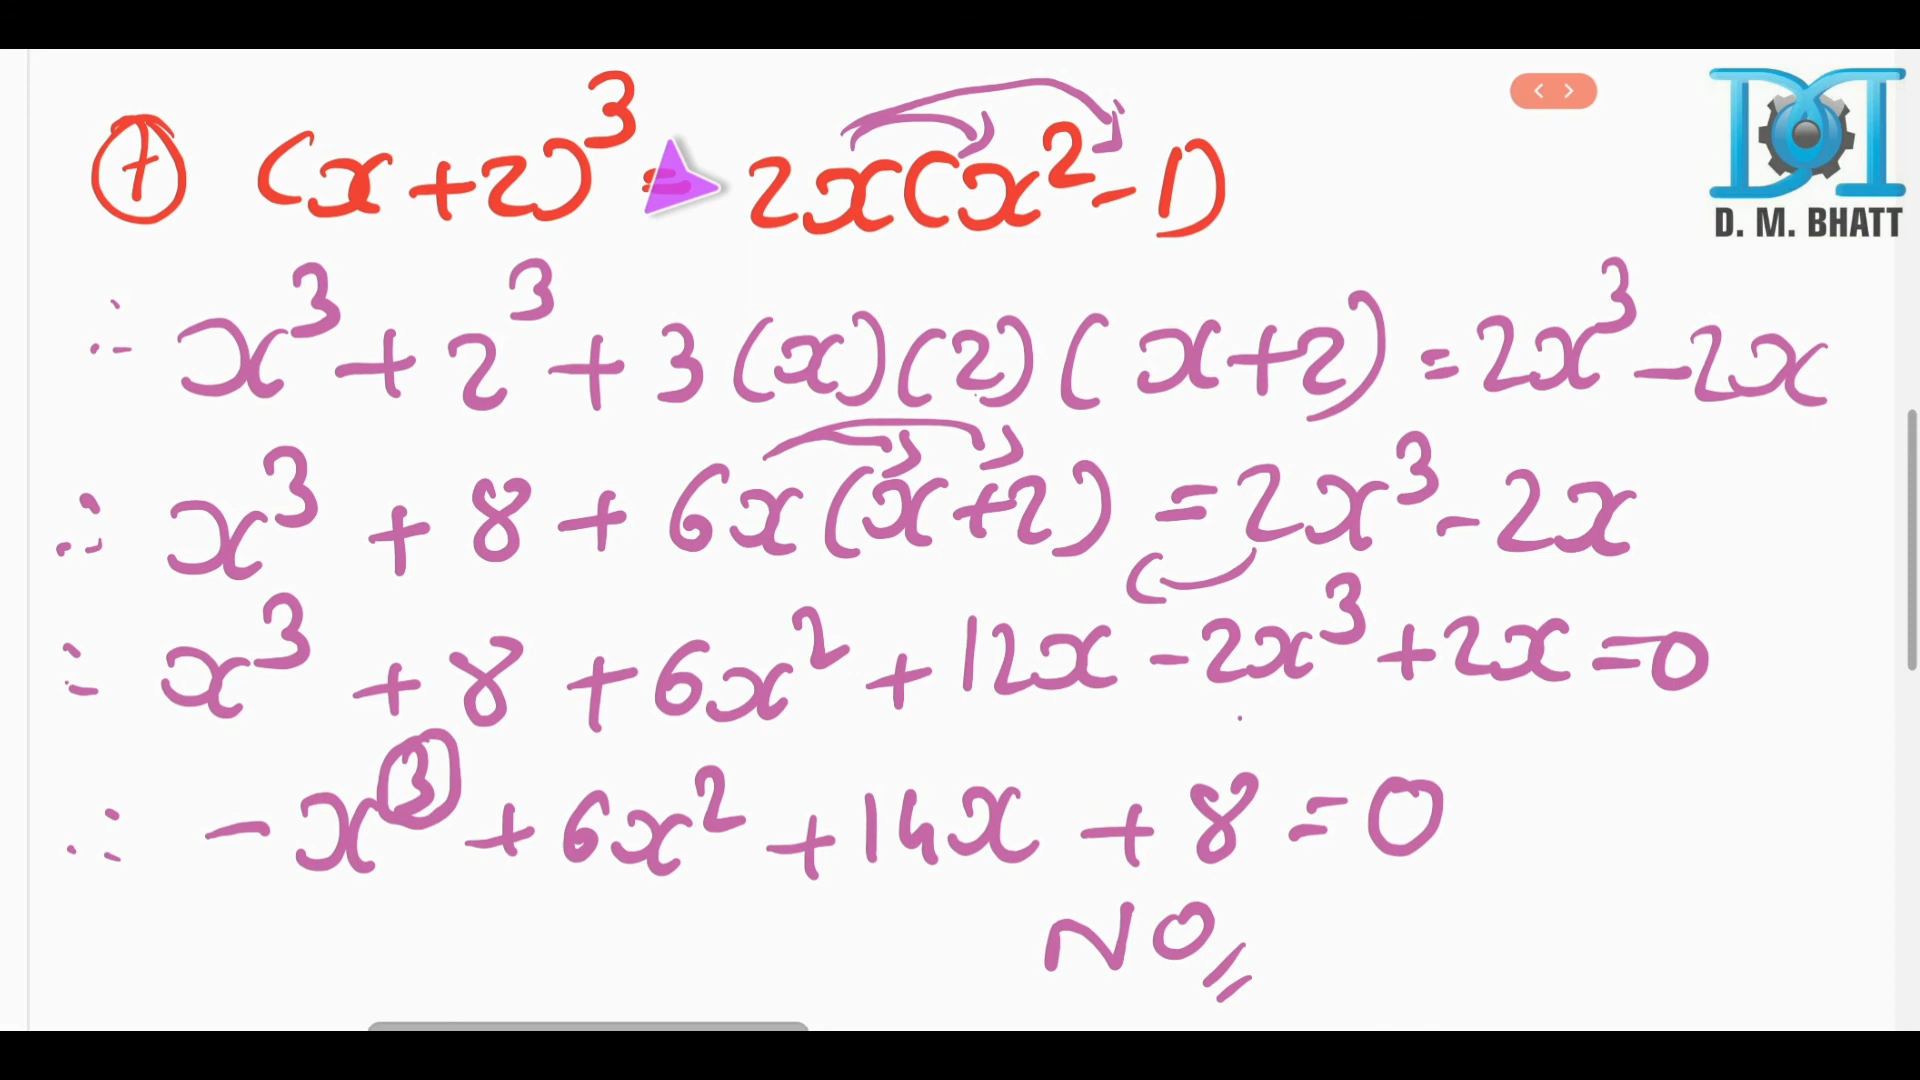 ⑦ (x+2)³ = 2x(x²-1)
D. M. BHATT
∴ x³ + 2³ + 3(x)(2)(x+2) = 2x³ - 2x
∴ x³ + 8 + 6x(x+2) = 2x³ - 2x
∴ x³ + 8 + 6x² + 12x - 2x³ + 2x = 0
∴ -x³ + 6x² + 14x + 8 = 0
NO